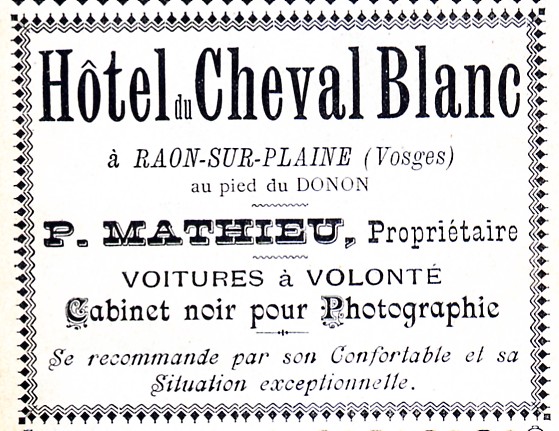 Hôtel du Cheval Blanc
à RAON-SUR-PLAINE (Vosges)
au pied du DONON
P. MATHIEU, Propriétaire
VOITURES à VOLONTÉ
Cabinet noir pour Photographie
Se recommande par son Confortable et sa
Situation exceptionnelle.